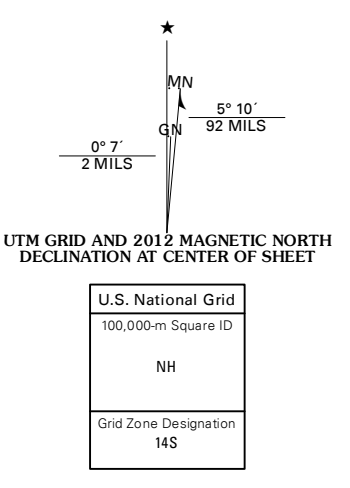 ★
MN
GN
5° 10´
92 MILS
0° 7´
2 MILS
UTM GRID AND 2012 MAGNETIC NORTH
DECLINATION AT CENTER OF SHEET
U.S. National Grid
100,000-m Square ID
NH
Grid Zone Designation
14S